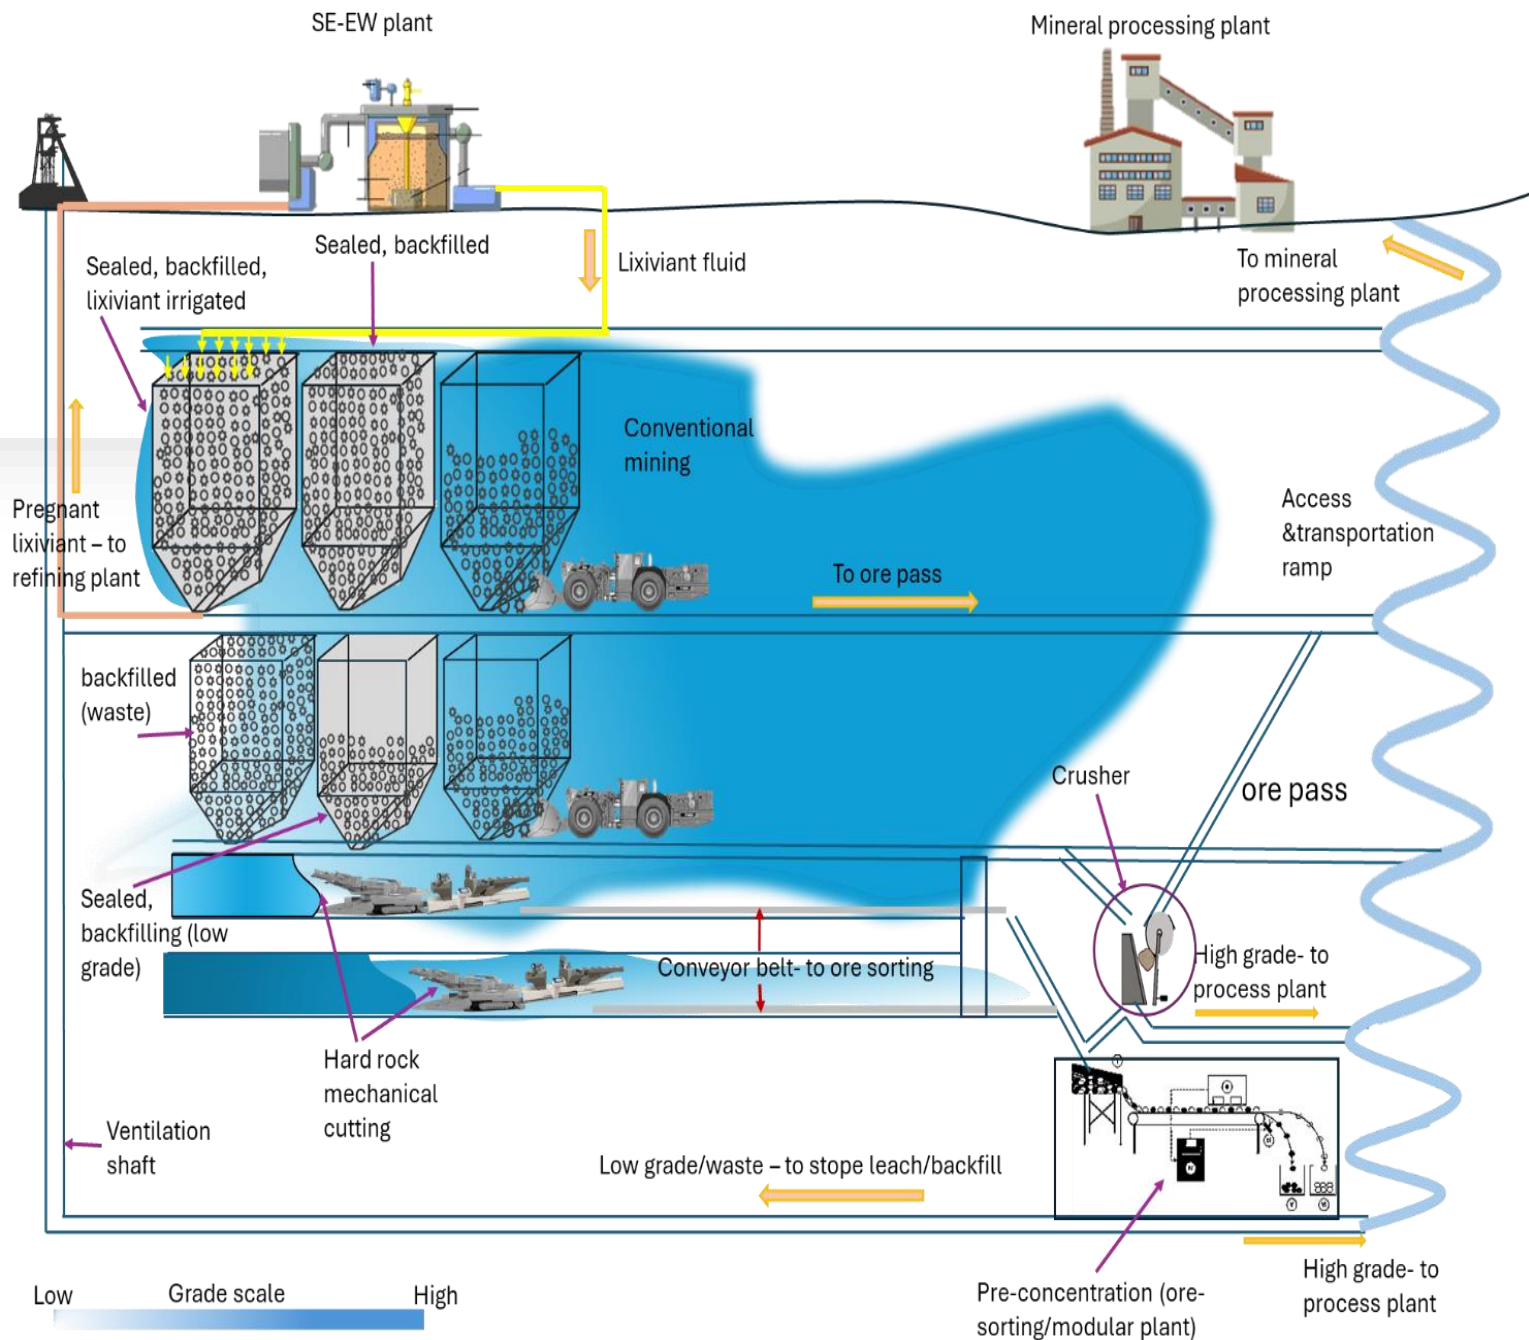 SE-EW plant
Mineral processing plant
Sealed, backfilled
Sealed, backfilled,
lixiviant irrigated
Lixiviant fluid
To mineral
processing plant
Conventional
mining
Pregnant
lixiviant – to
refining plant
Access
&transportation
ramp
To ore pass
backfilled
(waste)
Crusher
ore pass
Sealed,
backfilling (low
grade)
Conveyor belt- to ore sorting
High grade- to
process plant
Hard rock
mechanical
cutting
Ventilation
shaft
Low grade/waste – to stope leach/backfill
Low
Grade scale
High
Pre-concentration (ore-
sorting/modular plant)
High grade- to
process plant